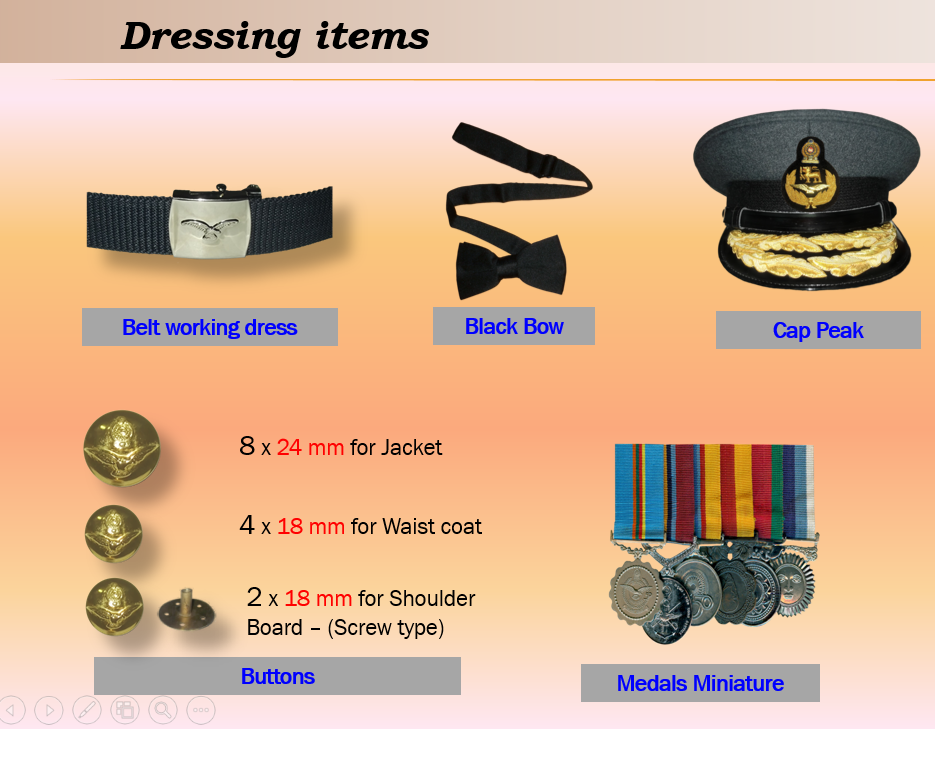 Dressing items
Belt working dress
Black Bow
Cap Peak
8 x 24 mm for Jacket
4 x 18 mm for Waist coat
2 x 18 mm for Shoulder
Board – (Screw type)
Buttons
Medals Miniature